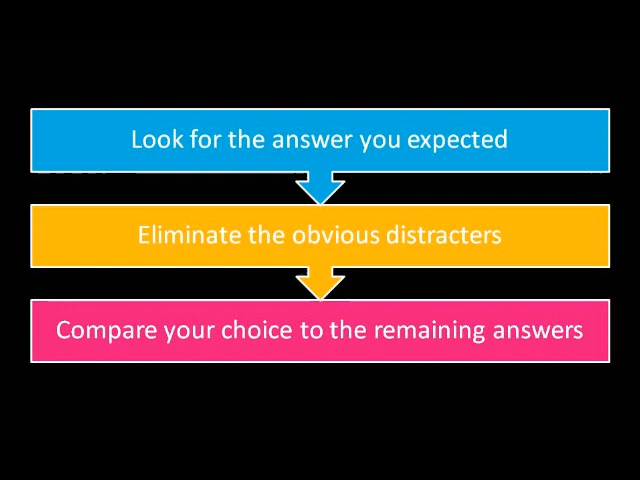 Look for the answer you expected
Eliminate the obvious distracters
Compare your choice to the remaining answers